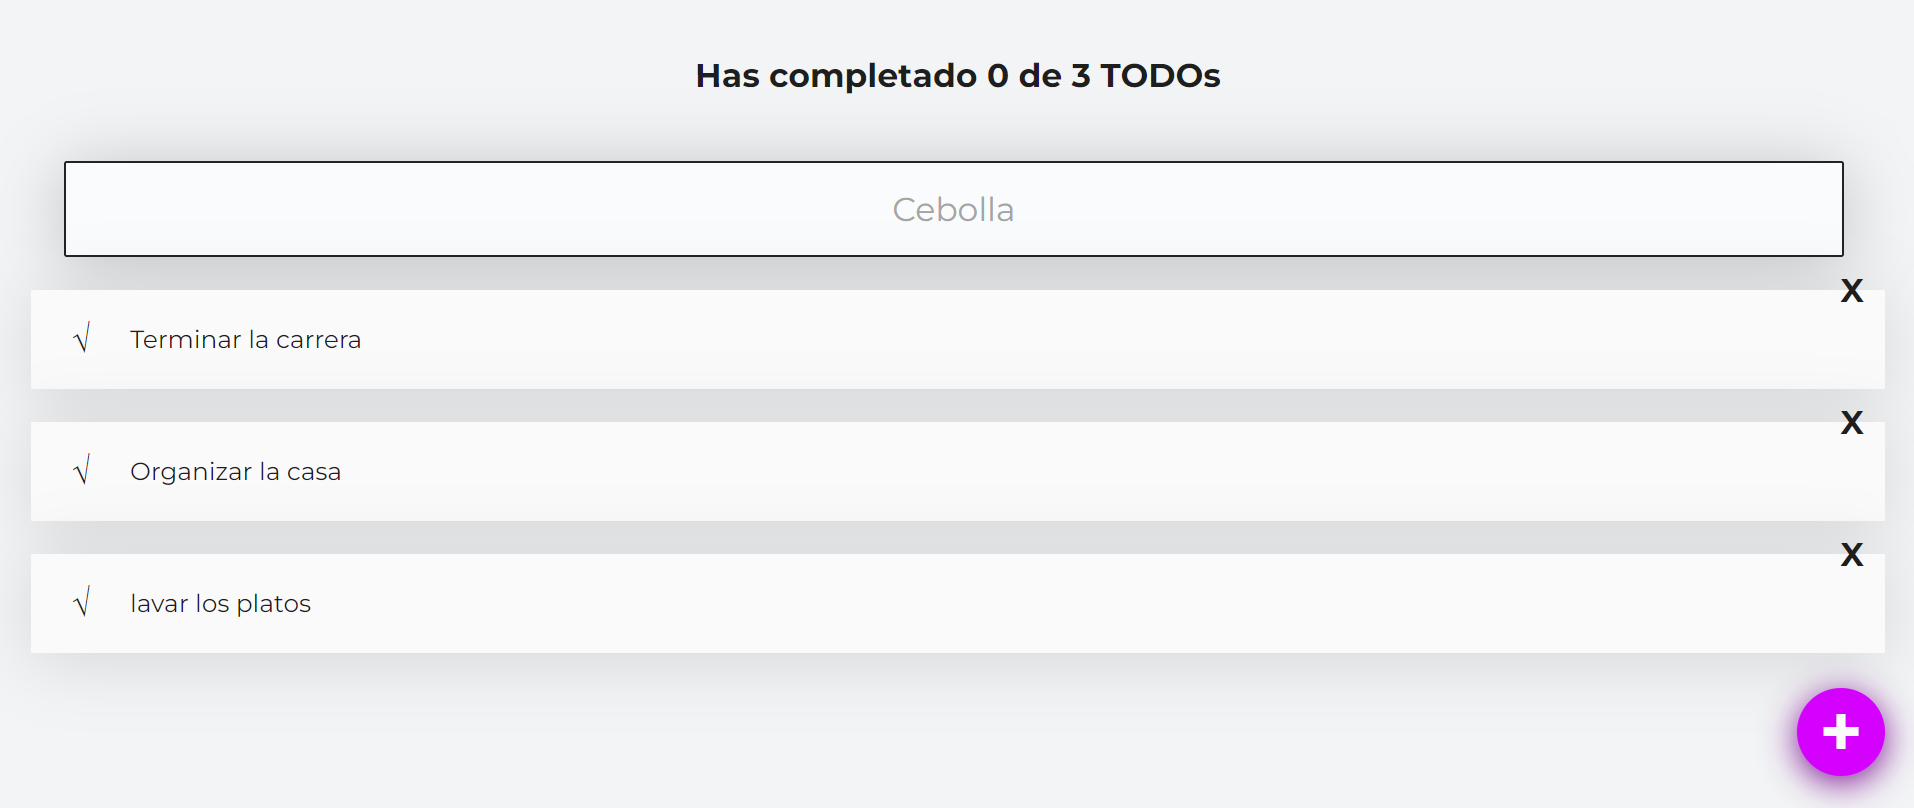 Has completado 0 de 3 TODOs
Cebolla
X
√ Terminar la carrera
X
√ Organizar la casa
X
√ lavar los platos
+